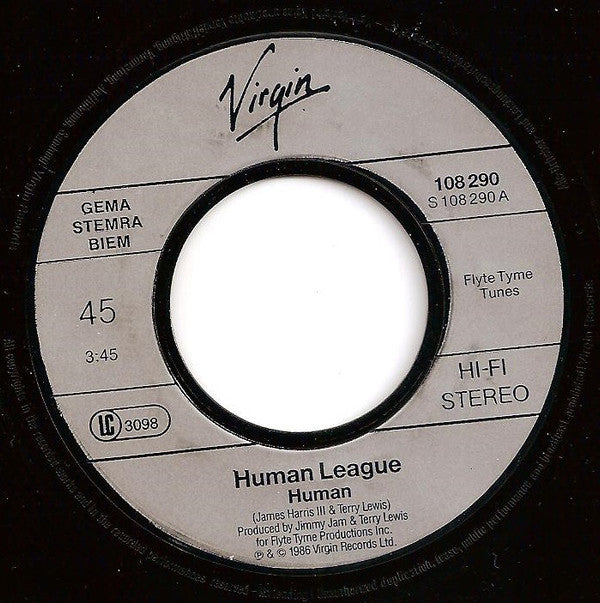 Virgin
GEMA
STEMRA
BIEM
108 290
S 108 290 A
45
3:45
Flyte Tyme
Tunes
HI-FI
STEREO
LC 3098
Human League
Human
(James Harris III & Terry Lewis)
Produced by Jimmy Jam & Terry Lewis
for Flyte Tyme Productions Inc.
℗ & © 1986 Virgin Records Ltd.